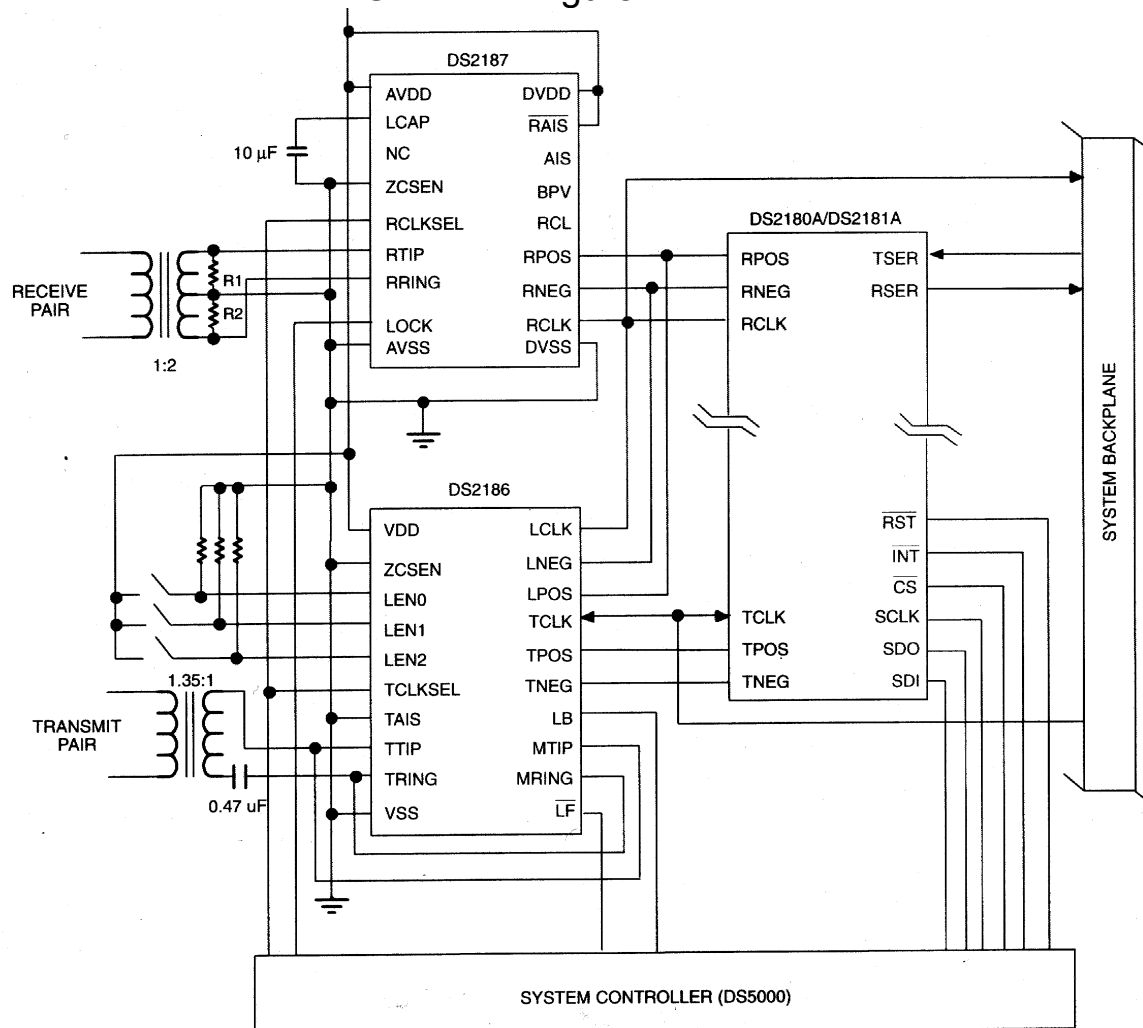 DS2187
AVDD
LCAP
NC
ZCSEN
RCLKSEL
RTIP
RRING
LOCK
AVSS
DVDD
RAIS
AIS
BPV
RCL
RPOS
RNEG
RCLK
DVSS
10 µF
RECEIVE
PAIR
R1
R2
1:2
DS2180A/DS2181A
RPOS
RNEG
RCLK
TCLK
TPOS
TNEG
TSER
RSER
RST
INT
CS
SCLK
SDO
SDI
SYSTEM BACKPLANE
DS2186
VDD
ZCSEN
LEN0
LEN1
LEN2
TCLKSEL
TAIS
TTIP
TRING
VSS
LCLK
LNEG
LPOS
TCLK
TPOS
TNEG
LB
MTIP
MRING
LF
1.35:1
TRANSMIT
PAIR
0.47 uF
SYSTEM CONTROLLER (DS5000)